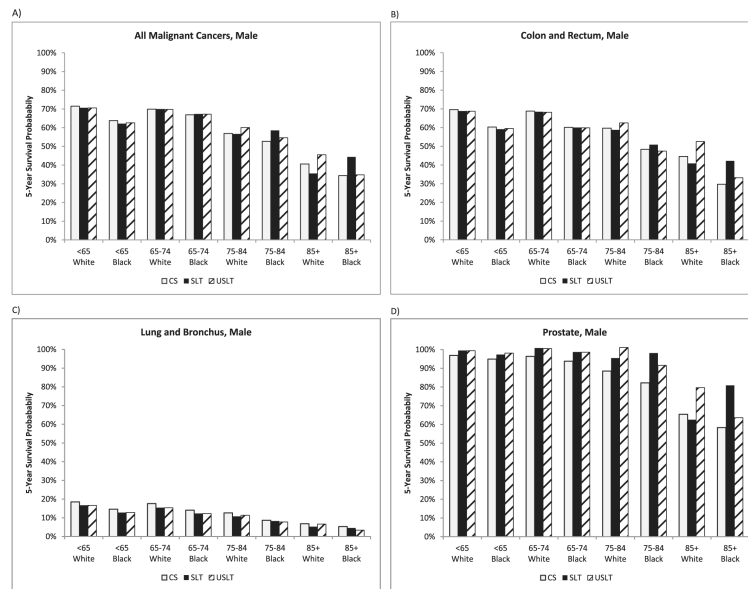 A)
All Malignant Cancers, Male
5-Year Survival Probababily
100%
90%
80%
70%
60%
50%
40%
30%
20%
10%
0%
<65 White
<65 Black
65-74 White
65-74 Black
75-84 White
75-84 Black
85+ White
85+ Black
CS SLT USLT
B)
Colon and Rectum, Male
5-Year Survival Probababily
100%
90%
80%
70%
60%
50%
40%
30%
20%
10%
0%
<65 White
<65 Black
65-74 White
65-74 Black
75-84 White
75-84 Black
85+ White
85+ Black
CS SLT USLT
C)
Lung and Bronchus, Male
5-Year Survival Probababily
100%
90%
80%
70%
60%
50%
40%
30%
20%
10%
0%
<65 White
<65 Black
65-74 White
65-74 Black
75-84 White
75-84 Black
85+ White
85+ Black
CS SLT USLT
D)
Prostate, Male
5-Year Survival Probababily
100%
90%
80%
70%
60%
50%
40%
30%
20%
10%
0%
<65 White
<65 Black
65-74 White
65-74 Black
75-84 White
75-84 Black
85+ White
85+ Black
CS SLT USLT